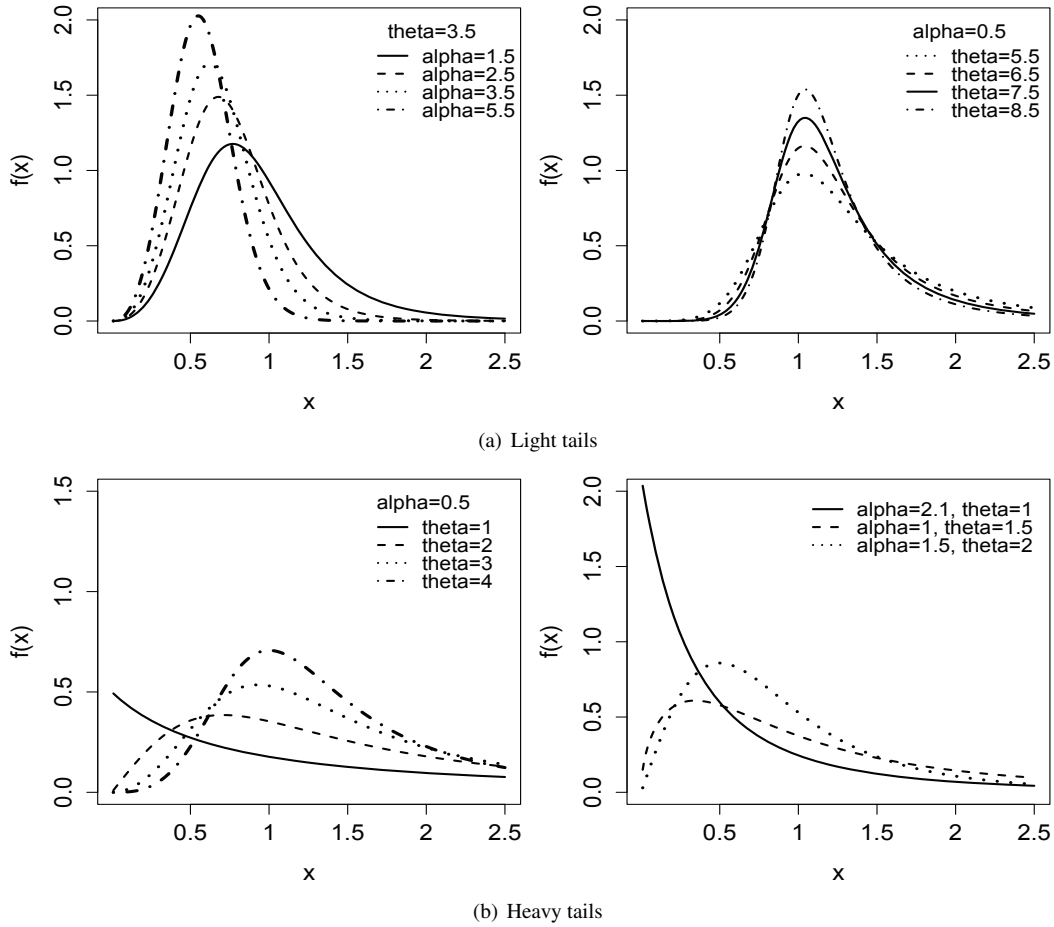 theta=3.5
alpha=1.5
alpha=2.5
alpha=3.5
alpha=5.5
f(x)
0.0
0.5
1.0
1.5
2.0
0.5
1
1.5
2
2.5
x
alpha=0.5
theta=5.5
theta=6.5
theta=7.5
theta=8.5
f(x)
0.0
0.5
1.0
1.5
2.0
0.5
1
1.5
2
2.5
x
(a) Light tails
alpha=0.5
theta=1
theta=2
theta=3
theta=4
f(x)
0.0
0.5
1.0
1.5
0.5
1
1.5
2
2.5
x
alpha=2.1, theta=1
alpha=1, theta=1.5
alpha=1.5, theta=2
f(x)
0.0
0.5
1.0
1.5
2.0
0.5
1
1.5
2
2.5
x
(b) Heavy tails